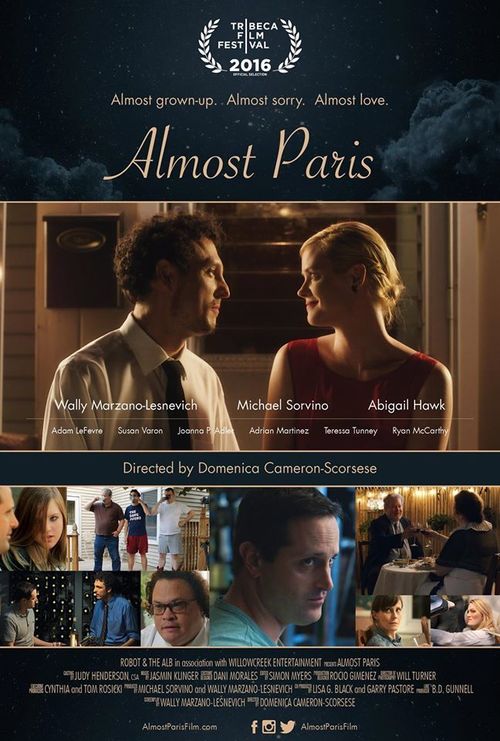 TRIBECA
FILM
FESTIVAL
2016
OFFICIAL SELECTION
Almost grown-up. Almost sorry. Almost love.
Almost Paris
Wally Marzano-Lesnevich Michael Sorvino Abigail Hawk
Adam LeFevre Susan Varon Joanna P. Adler Adrian Martinez Teressa Tunney Ryan McCarthy
Directed by Domenica Cameron-Scorsese
ROBOT & THE ALB in association with WILLOWCREEK ENTERTAINMENT PRESENTS ALMOST PARIS
JUDY HENDERSON, CSA JASMIN KLINGER DANI MORALES SIMON MYERS ROCIO GIMENEZ WILL TURNER
CYNTHIA and TOM ROSICKI MICHAEL SORVINO and WALLY MARZANO-LESNEVICH LISA G. BLACK and GARRY PASTORE B.D. GUNNELL
WALLY MARZANO-LESNEVICH DOMENICA CAMERON-SCORSESE
AlmostParisFilm.com AlmostParisFilm